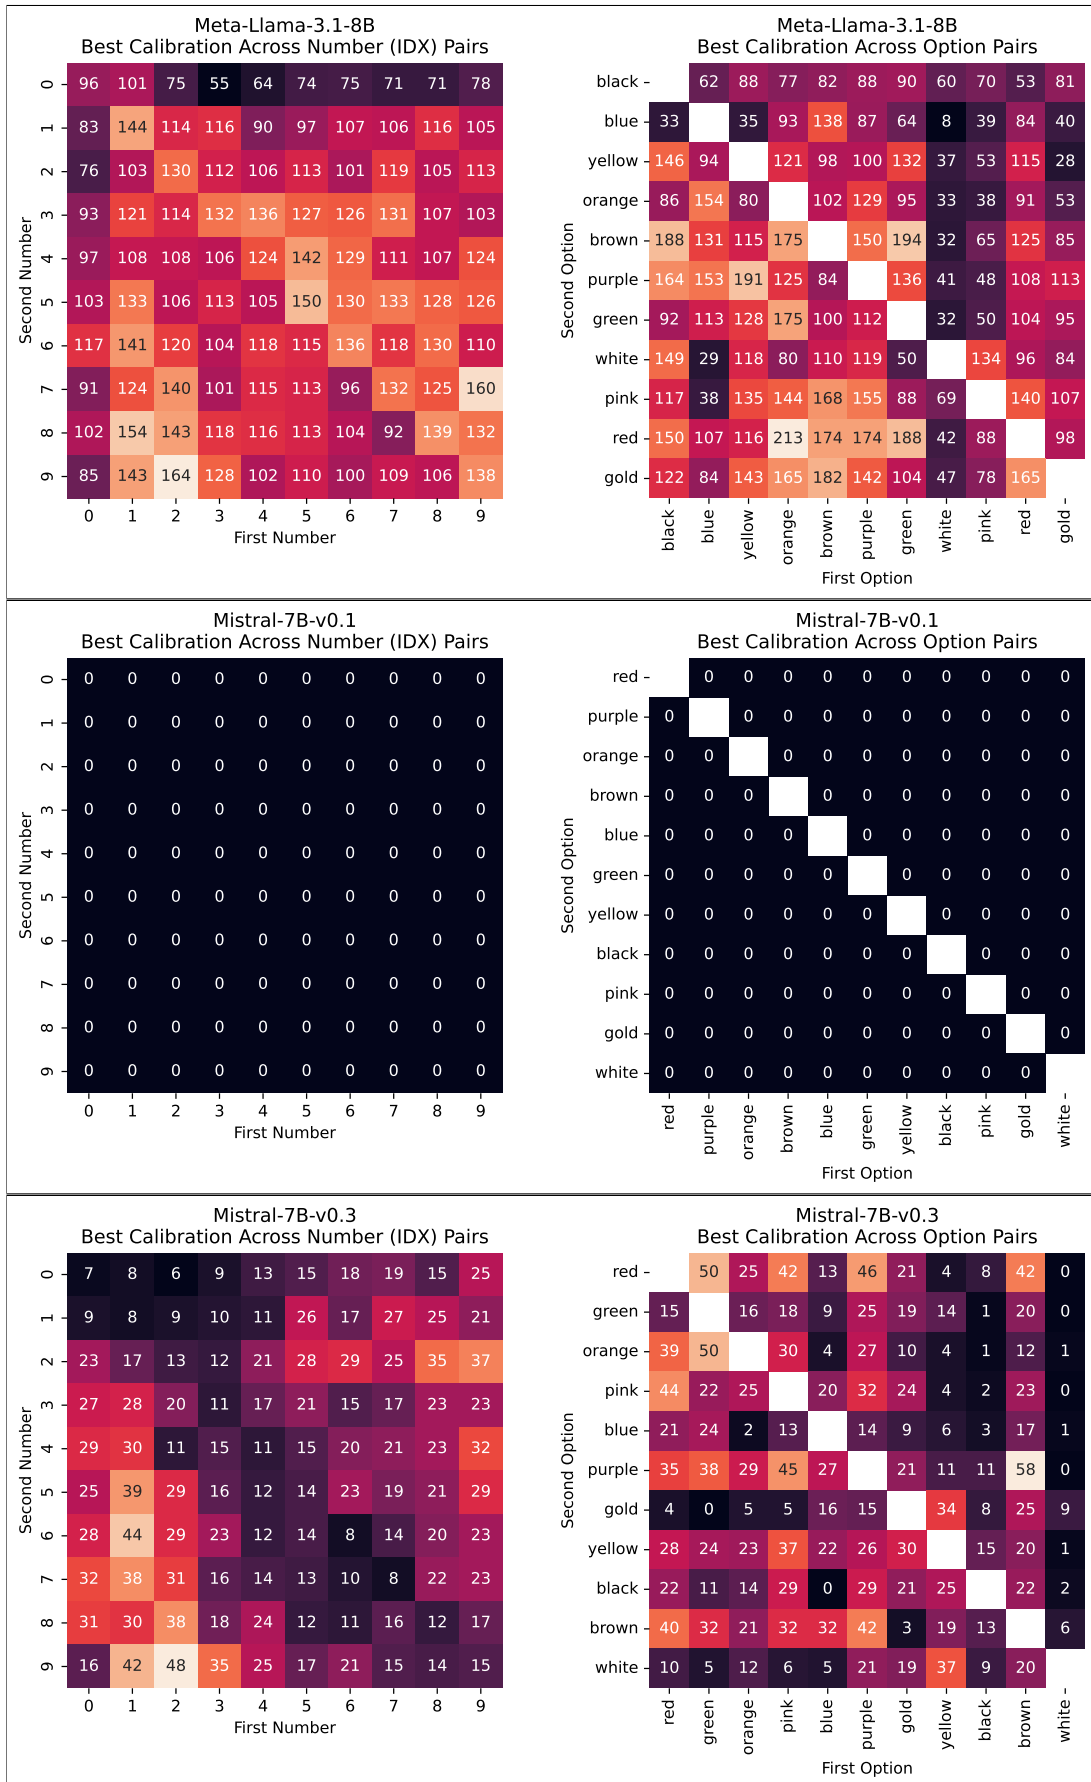 Meta-Llama-3.1-8B
Best Calibration Across Number (IDX) Pairs
Second Number
0 96 101 75 55 64 74 75 71 71 78
1 83 144 114 116 90 97 107 106 116 105
2 76 103 130 112 106 113 101 119 105 113
3 93 121 114 132 136 127 126 131 107 103
4 97 108 108 106 124 142 129 111 107 124
5 103 133 106 113 105 150 130 133 128 126
6 117 141 120 104 118 115 136 118 130 110
7 91 124 140 101 115 113 96 132 125 160
8 102 154 143 118 116 113 104 92 139 132
9 85 143 164 128 102 110 100 109 106 138
0 1 2 3 4 5 6 7 8 9
First Number
Meta-Llama-3.1-8B
Best Calibration Across Option Pairs
Second Option
black 62 88 77 82 88 90 60 70 53 81
blue 33 35 93 138 87 64 8 39 84 40
yellow 146 94 121 98 100 132 37 53 115 28
orange 86 154 80 102 129 95 33 38 91 53
brown 188 131 115 175 150 194 32 65 125 85
purple 164 153 191 125 84 136 41 48 108 113
green 92 113 128 175 100 112 32 50 104 95
white 149 29 118 80 110 119 50 134 96 84
pink 117 38 135 144 168 155 88 69 140 107
red 150 107 116 213 174 174 188 42 88 98
gold 122 84 143 165 182 142 104 47 78 165
black blue yellow orange brown purple green white pink red gold
First Option
Mistral-7B-v0.1
Best Calibration Across Number (IDX) Pairs
Second Number
0 0 0 0 0 0 0 0 0 0 0
1 0 0 0 0 0 0 0 0 0 0
2 0 0 0 0 0 0 0 0 0 0
3 0 0 0 0 0 0 0 0 0 0
4 0 0 0 0 0 0 0 0 0 0
5 0 0 0 0 0 0 0 0 0 0
6 0 0 0 0 0 0 0 0 0 0
7 0 0 0 0 0 0 0 0 0 0
8 0 0 0 0 0 0 0 0 0 0
9 0 0 0 0 0 0 0 0 0 0
0 1 2 3 4 5 6 7 8 9
First Number
Mistral-7B-v0.1
Best Calibration Across Option Pairs
Second Option
red 0 0 0 0 0 0 0 0 0 0
purple 0 0 0 0 0 0 0 0 0 0
orange 0 0 0 0 0 0 0 0 0 0
brown 0 0 0 0 0 0 0 0 0 0
blue 0 0 0 0 0 0 0 0 0 0
green 0 0 0 0 0 0 0 0 0 0
yellow 0 0 0 0 0 0 0 0 0 0
black 0 0 0 0 0 0 0 0 0 0
pink 0 0 0 0 0 0 0 0 0 0
gold 0 0 0 0 0 0 0 0 0 0
white 0 0 0 0 0 0 0 0 0 0
red purple orange brown blue green yellow black pink gold white
First Option
Mistral-7B-v0.3
Best Calibration Across Number (IDX) Pairs
Second Number
0 7 8 6 9 13 15 18 19 15 25
1 9 8 9 10 11 26 17 27 25 21
2 23 17 13 12 21 28 29 25 35 37
3 27 28 20 11 17 21 15 17 23 23
4 29 30 11 15 11 15 20 21 23 32
5 25 39 29 16 12 14 23 19 21 29
6 28 44 29 23 12 14 8 14 20 23
7 32 38 31 16 14 13 10 8 22 23
8 31 30 38 18 24 12 11 16 12 17
9 16 42 48 35 25 17 21 15 14 15
0 1 2 3 4 5 6 7 8 9
First Number
Mistral-7B-v0.3
Best Calibration Across Option Pairs
Second Option
red 50 25 42 13 46 21 4 8 42 0
green 15 16 18 9 25 19 14 1 20 0
orange 39 50 30 4 27 10 4 1 12 1
pink 44 22 25 20 32 24 4 2 23 0
blue 21 24 2 13 14 9 6 3 17 1
purple 35 38 29 45 27 21 11 11 58 0
gold 4 0 5 5 16 15 34 8 25 9
yellow 28 24 23 37 22 26 30 15 20 1
black 22 11 14 29 0 29 21 25 22 2
brown 40 32 21 32 32 42 3 19 13 6
white 10 5 12 6 5 21 19 37 9 20
red green orange pink blue purple gold yellow black brown white
First Option